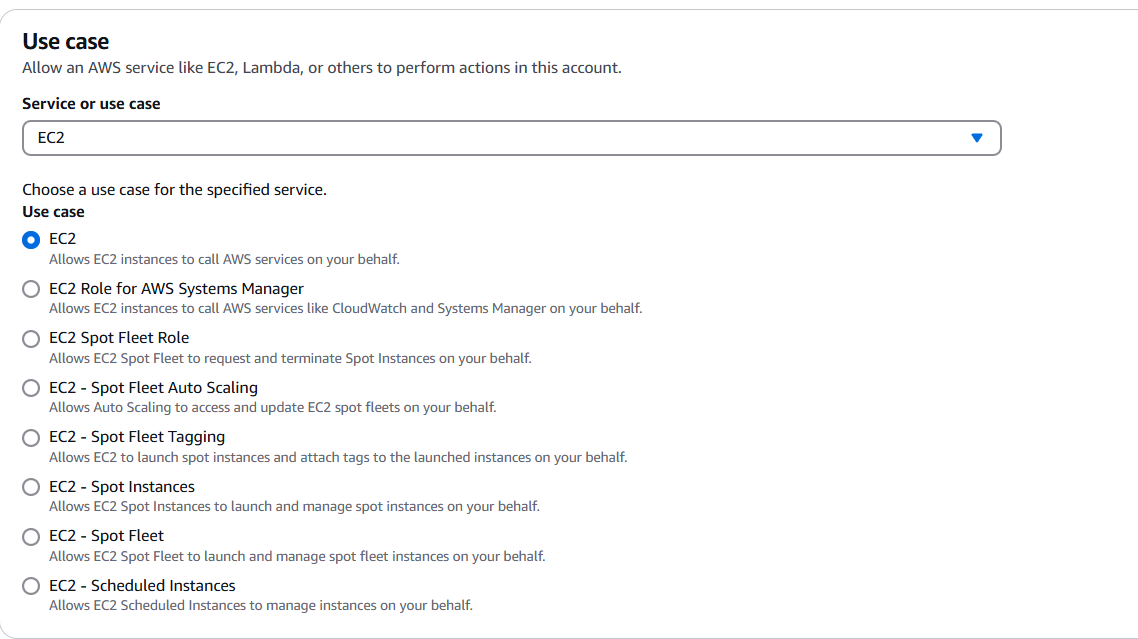 Use case
Allow an AWS service like EC2, Lambda, or others to perform actions in this account.
Service or use case
EC2
Choose a use case for the specified service.
Use case
EC2
Allows EC2 instances to call AWS services on your behalf.
EC2 Role for AWS Systems Manager
Allows EC2 instances to call AWS services like CloudWatch and Systems Manager on your behalf.
EC2 Spot Fleet Role
Allows EC2 Spot Fleet to request and terminate Spot Instances on your behalf.
EC2 - Spot Fleet Auto Scaling
Allows Auto Scaling to access and update EC2 spot fleets on your behalf.
EC2 - Spot Fleet Tagging
Allows EC2 to launch spot instances and attach tags to the launched instances on your behalf.
EC2 - Spot Instances
Allows EC2 Spot Instances to launch and manage spot instances on your behalf.
EC2 - Spot Fleet
Allows EC2 Spot Fleet to launch and manage spot fleet instances on your behalf.
EC2 - Scheduled Instances
Allows EC2 Scheduled Instances to manage instances on your behalf.